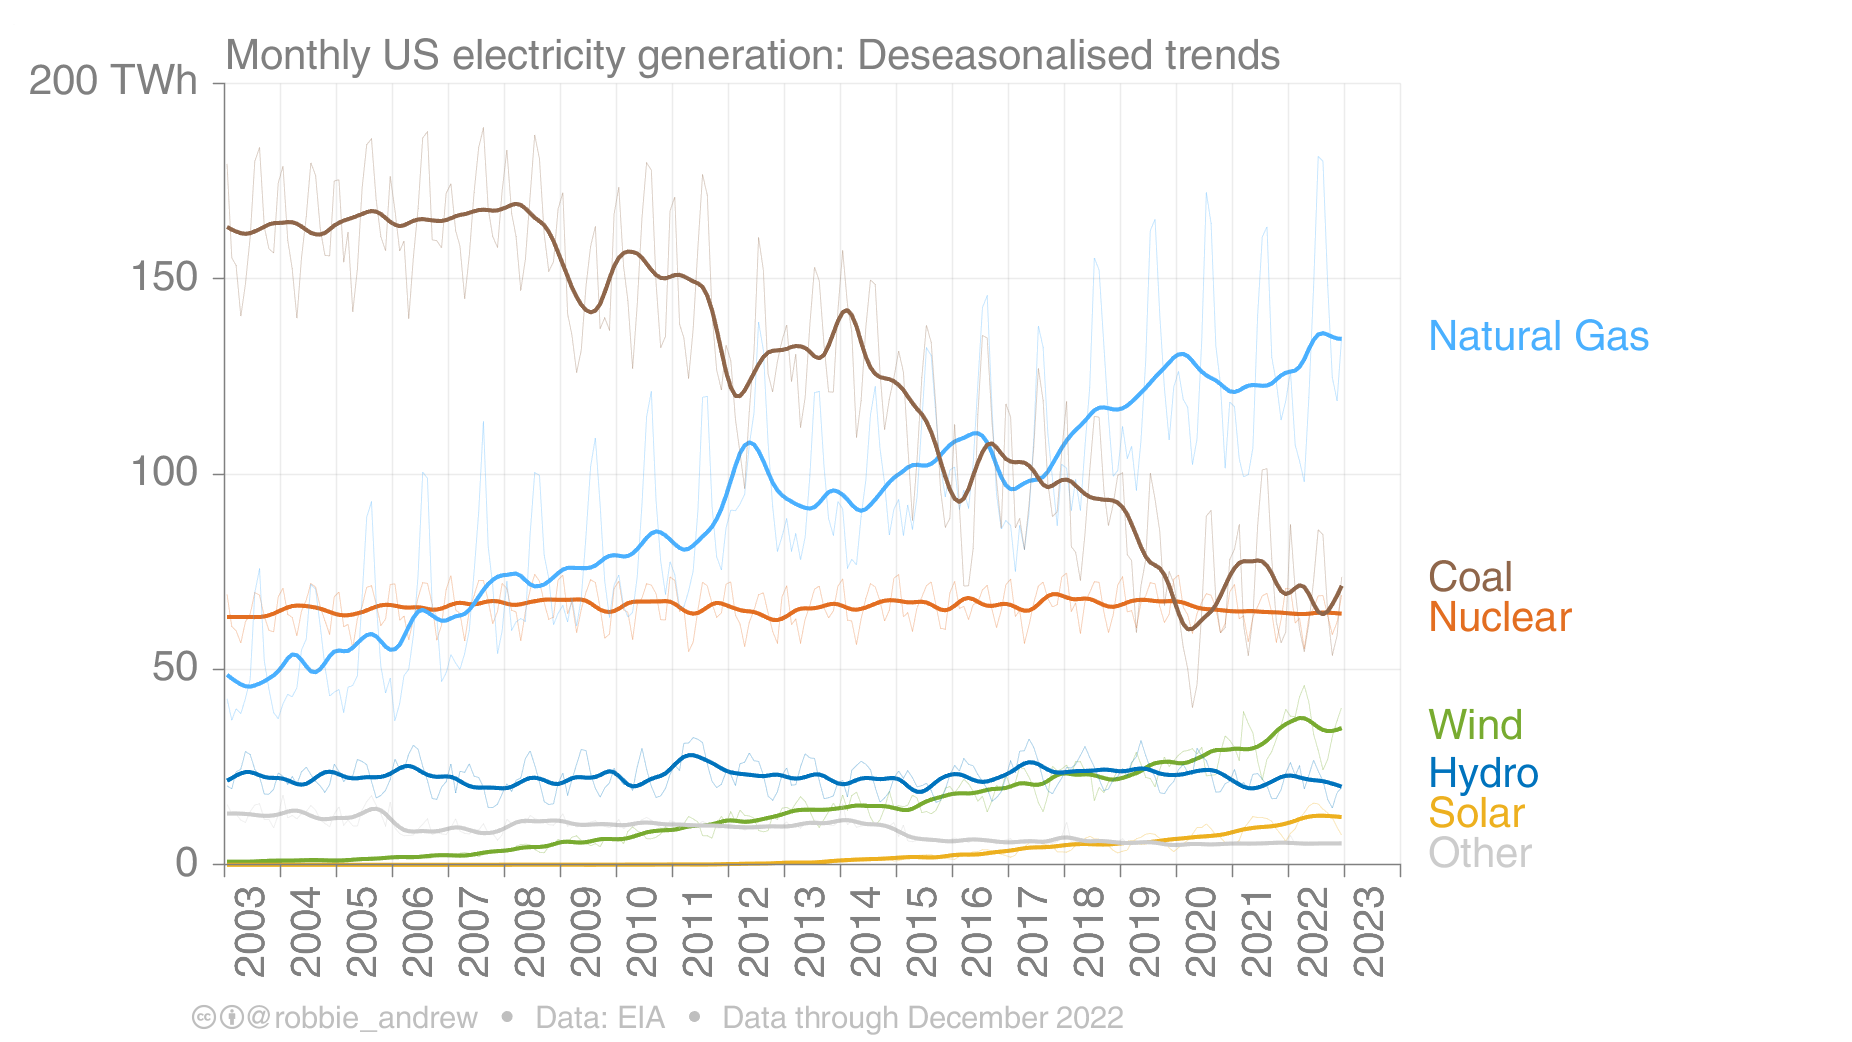 Monthly US electricity generation: Deseasonalised trends
200 TWh
150
100
50
0
Natural Gas
Coal
Nuclear
Wind
Hydro
Solar
Other
2003
2004
2005
2006
2007
2008
2009
2010
2011
2012
2013
2014
2015
2016
2017
2018
2019
2020
2021
2022
2023
cc @robbie_andrew • Data: EIA • Data through December 2022